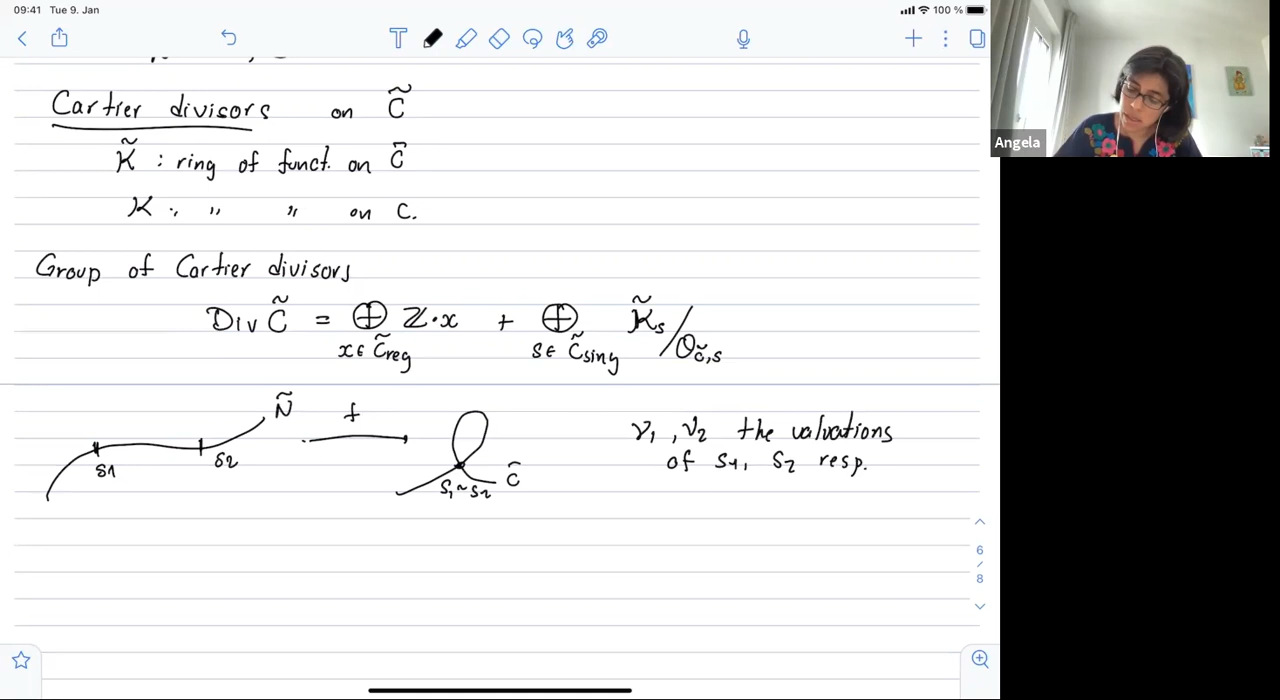 09:41 Tue 9. Jan
100 %
Angela
Cartier divisors on C̃
K̃ : ring of funct. on C̃
K : " " on C.
Group of Cartier divisors
Div C̃ = ⊕ ℤ·x + ⊕ K̃s / 𝒪C̃,s
x ∈ C̃reg s ∈ C̃sing
Ñ f
s1 s2
s1 ~ s2 C̃
ν1, ν2 the valuations
of s1, s2 resp.
6
/
8